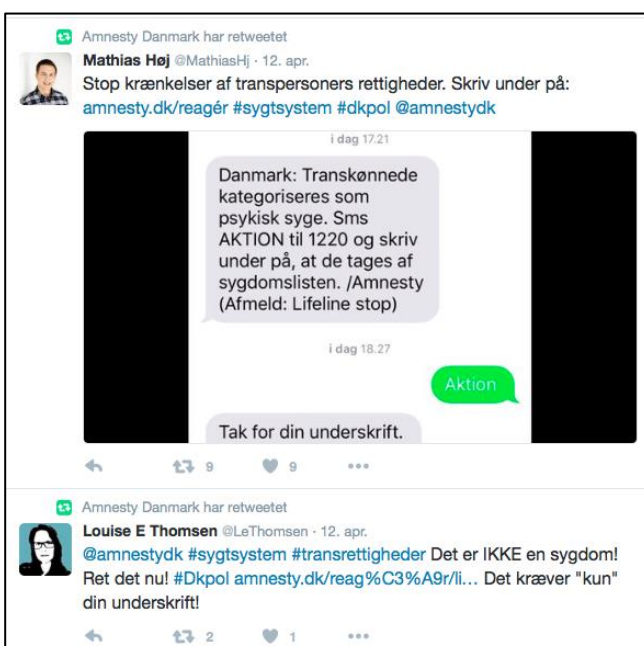 Amnesty Danmark har retweetet
Mathias Høj @MathiasHj · 12. apr.
Stop krænkelser af transpersoners rettigheder. Skriv under på:
amnesty.dk/reagér #sygtsystem #dkpol @amnestydk
i dag 17.21
Danmark: Transkønnede
kategoriseres som
psykisk syge. Sms
AKTION til 1220 og skriv
under på, at de tages af
sygdomslisten. /Amnesty
(Afmeld: Lifeline stop)
i dag 18.27
Aktion
Tak for din underskrift.
9 9
Amnesty Danmark har retweetet
Louise E Thomsen @LeThomsen · 12. apr.
@amnestydk #sygtsystem #transrettigheder Det er IKKE en sygdom!
Ret det nu! #Dkpol amnesty.dk/reag%C3%A9r/li... Det kræver "kun"
din underskrift!
2 1